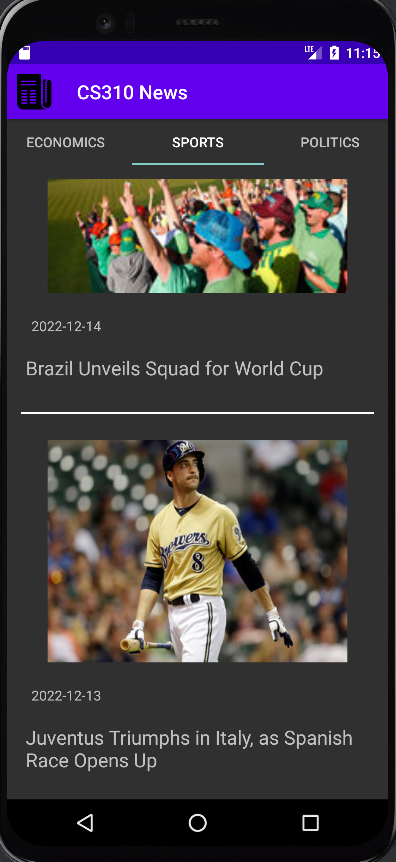 LTE 11:15
CS310 News
ECONOMICS SPORTS POLITICS
2022-12-14
Brazil Unveils Squad for World Cup
Brewers
8
2022-12-13
Juventus Triumphs in Italy, as Spanish
Race Opens Up